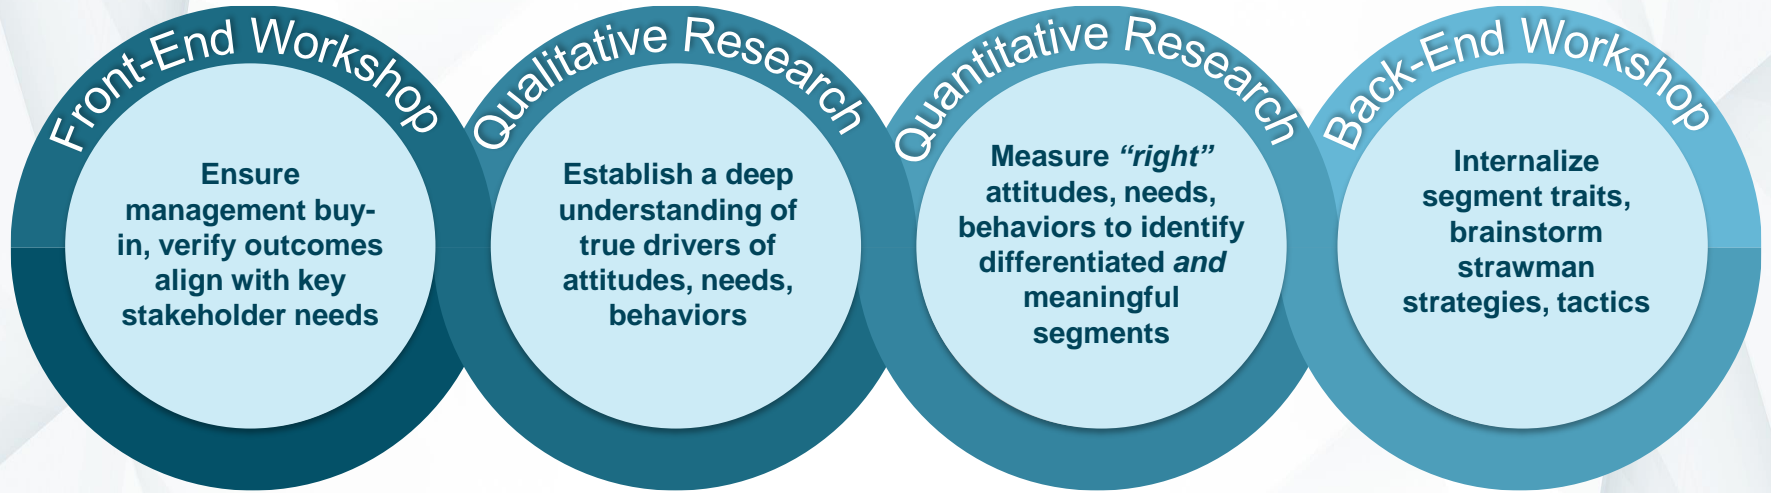 Front-End Workshop
Ensure
management buy-
in, verify outcomes
align with key
stakeholder needs
Qualitative Research
Establish a deep
understanding of
true drivers of
attitudes, needs,
behaviors
Quantitative Research
Measure “right”
attitudes, needs,
behaviors to identify
differentiated and
meaningful
segments
Back-End Workshop
Internalize
segment traits,
brainstorm
strawman
strategies, tactics